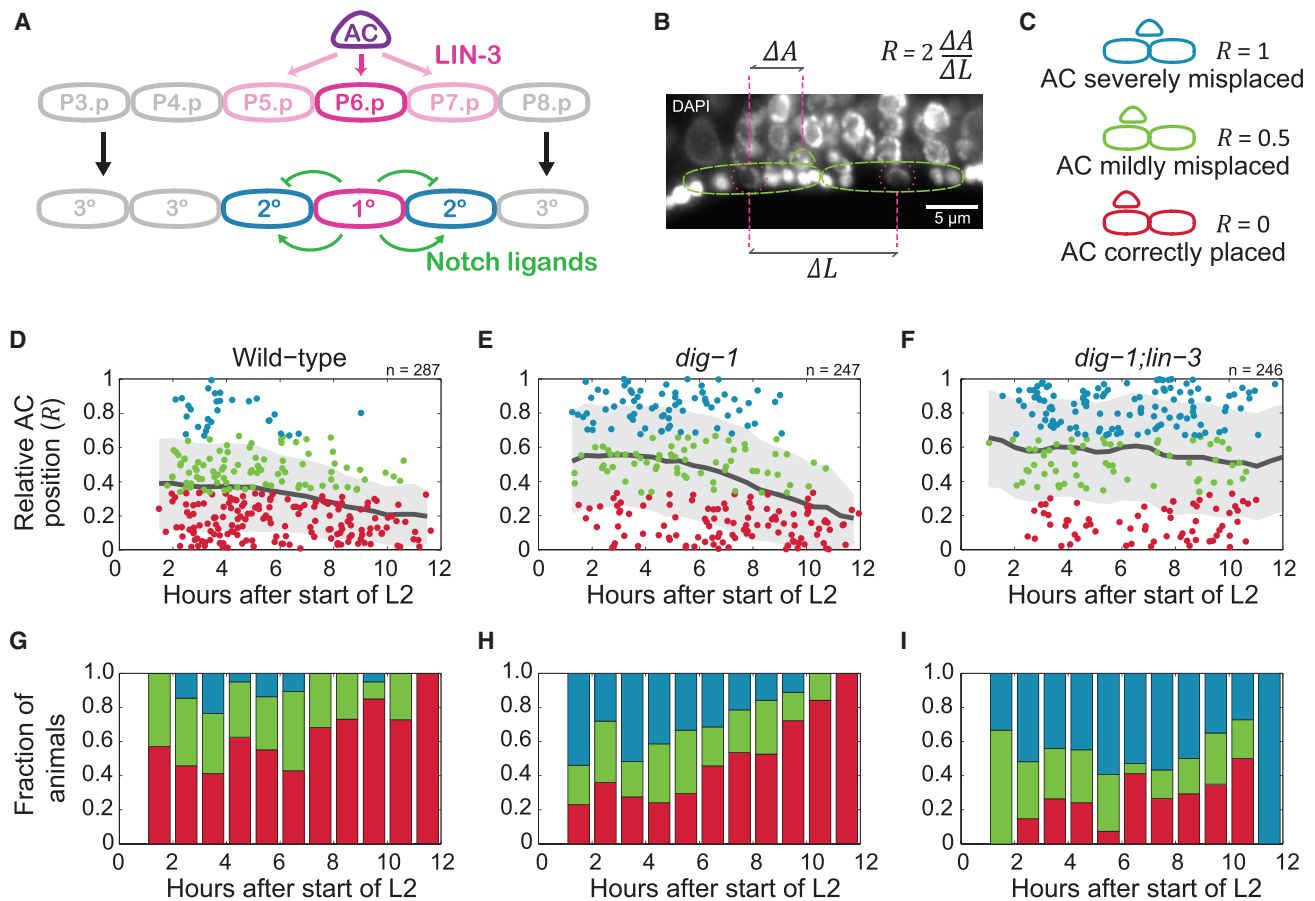 A
AC
LIN-3
P3.p P4.p P5.p P6.p P7.p P8.p
3º 3º 2º 1º 2º 3º
Notch ligands
B
ΔA
R = 2 ΔA/ΔL
DAPI
5 µm
ΔL
C
R = 1
AC severely misplaced
R = 0.5
AC mildly misplaced
R = 0
AC correctly placed
D
Wild−type
n = 287
Relative AC
position (R)
1
0.8
0.6
0.4
0.2
0
0 2 4 6 8 10 12
Hours after start of L2
E
dig-1
n = 247
1
0.8
0.6
0.4
0.2
0
0 2 4 6 8 10 12
Hours after start of L2
F
dig-1;lin-3
n = 246
1
0.8
0.6
0.4
0.2
0
0 2 4 6 8 10 12
Hours after start of L2
G
Fraction of
animals
1.0
0.8
0.6
0.4
0.2
0
0 2 4 6 8 10 12
Hours after start of L2
H
1.0
0.8
0.6
0.4
0.2
0
0 2 4 6 8 10 12
Hours after start of L2
I
1.0
0.8
0.6
0.4
0.2
0
0 2 4 6 8 10 12
Hours after start of L2